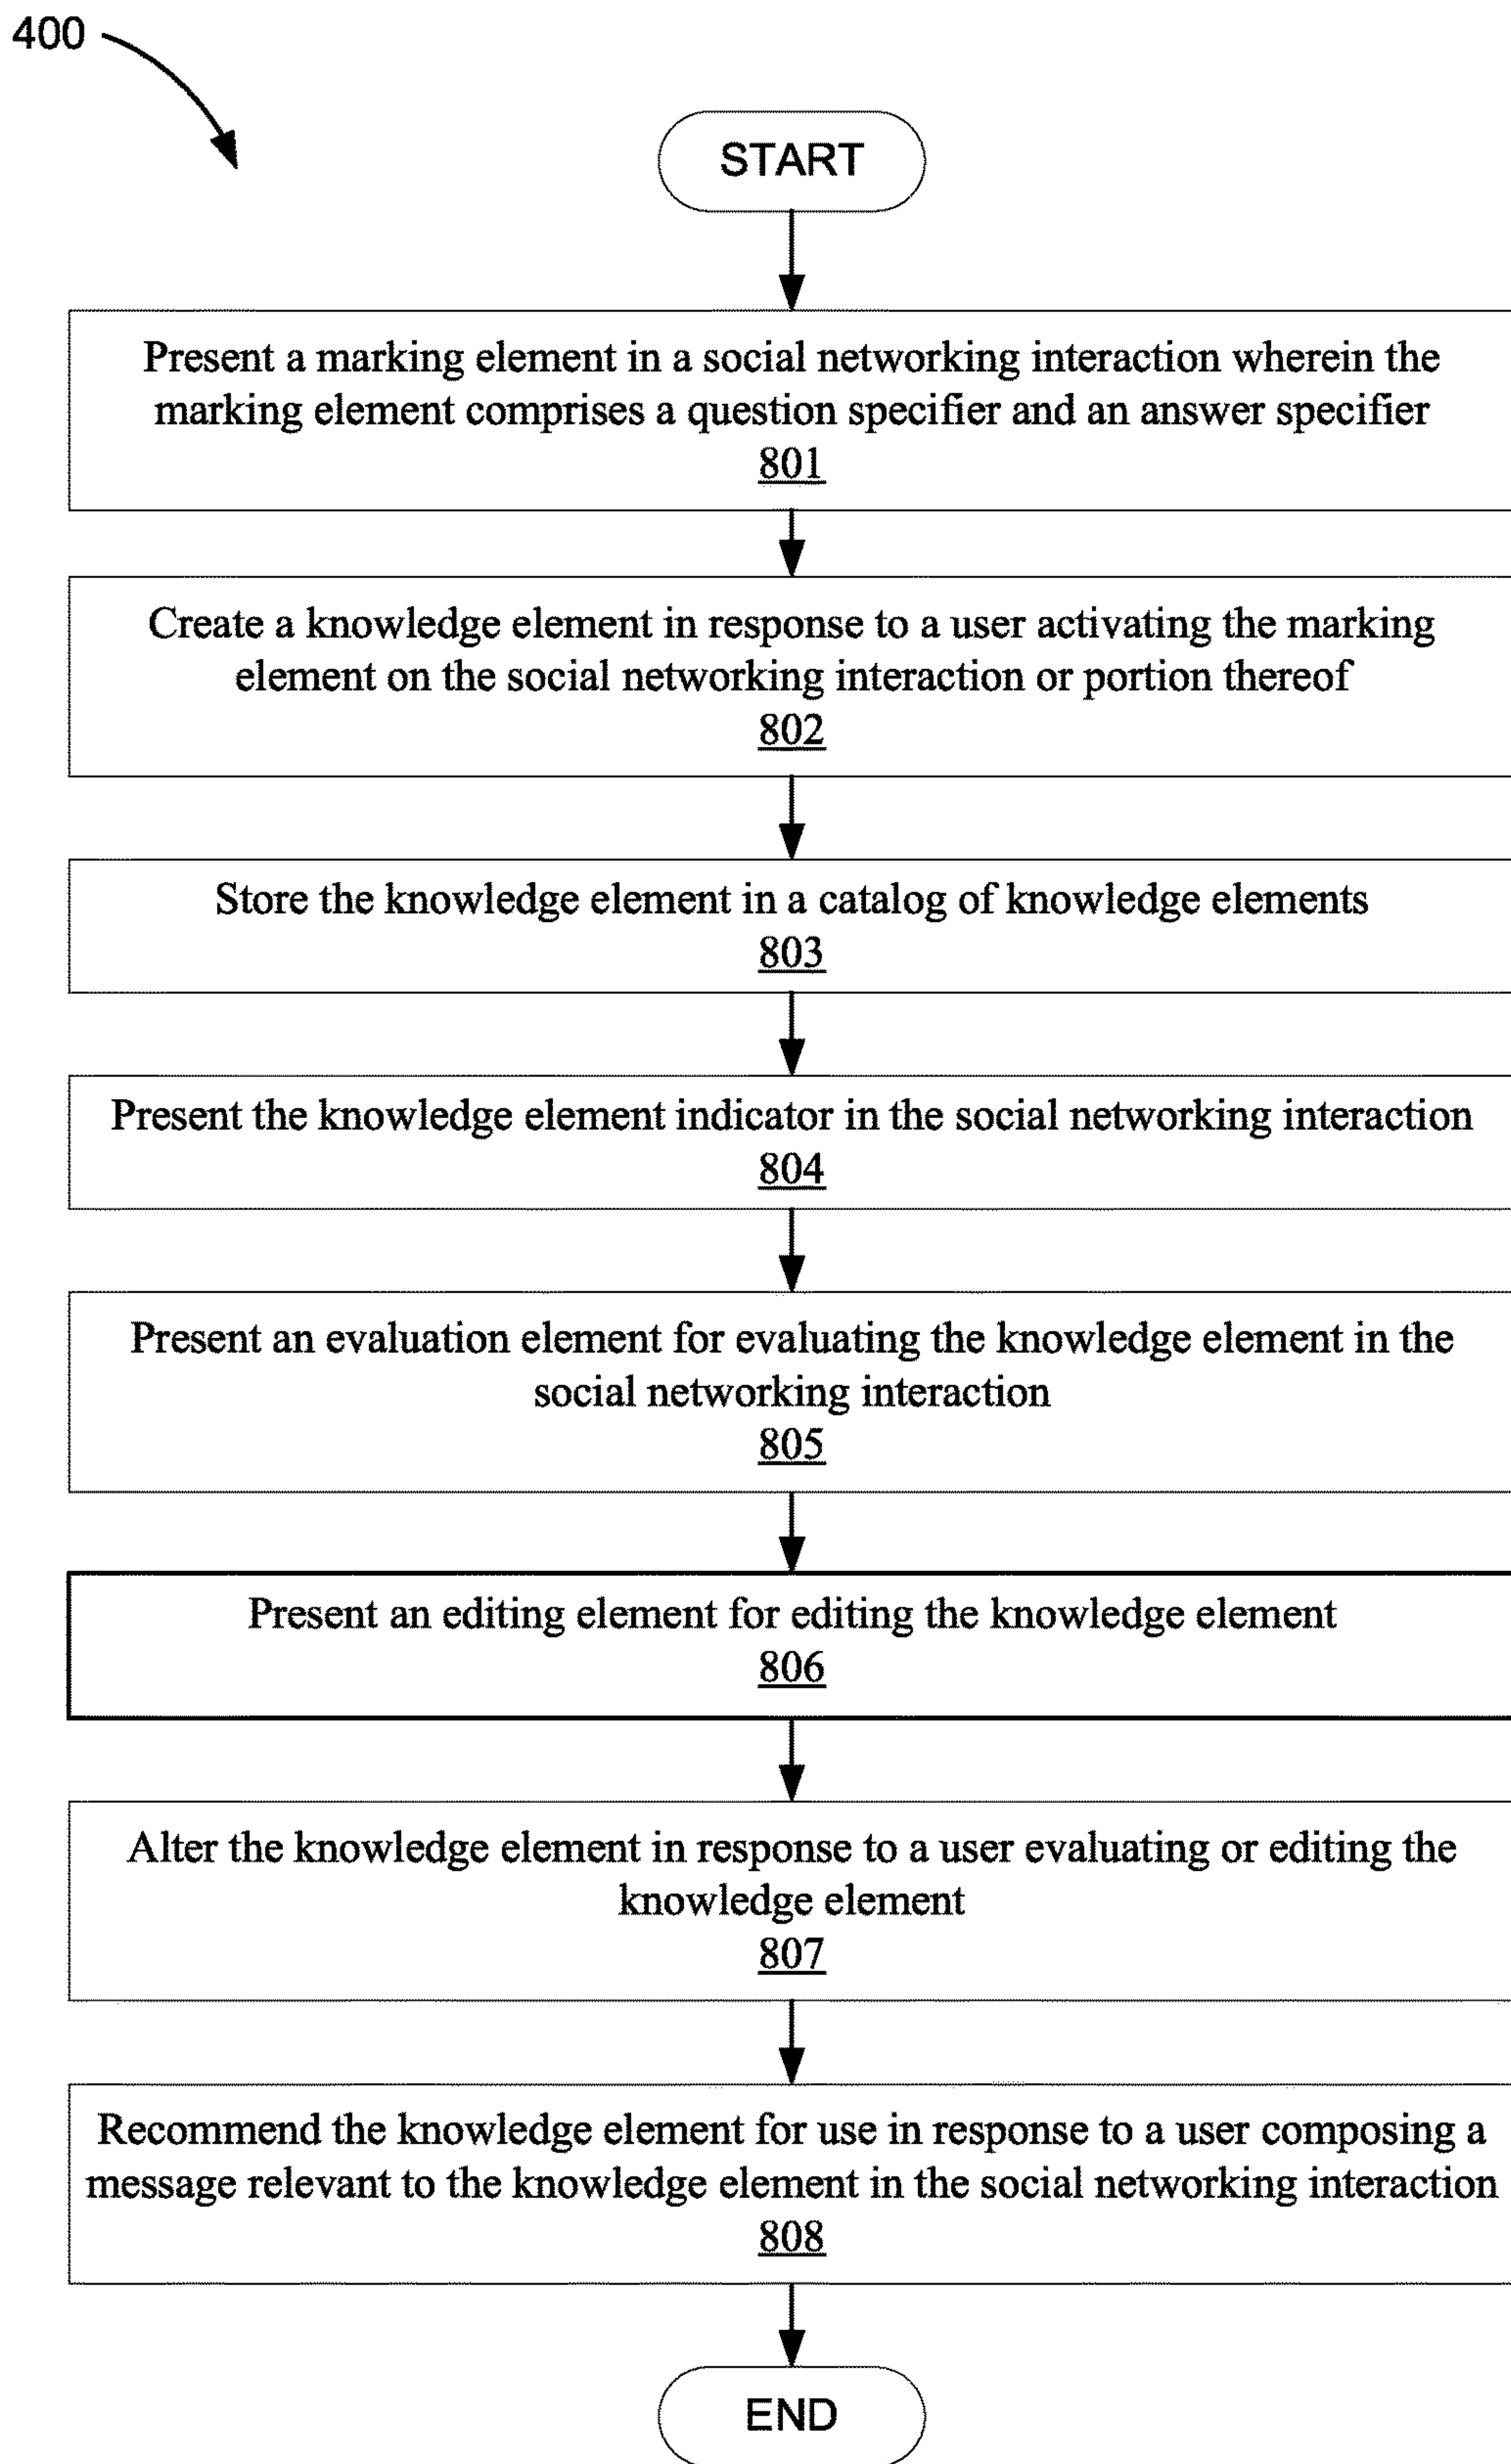 400
START
Present a marking element in a social networking interaction wherein the
marking element comprises a question specifier and an answer specifier
801
Create a knowledge element in response to a user activating the marking
element on the social networking interaction or portion thereof
802
Store the knowledge element in a catalog of knowledge elements
803
Present the knowledge element indicator in the social networking interaction
804
Present an evaluation element for evaluating the knowledge element in the
social networking interaction
805
Present an editing element for editing the knowledge element
806
Alter the knowledge element in response to a user evaluating or editing the
knowledge element
807
Recommend the knowledge element for use in response to a user composing a
message relevant to the knowledge element in the social networking interaction
808
END